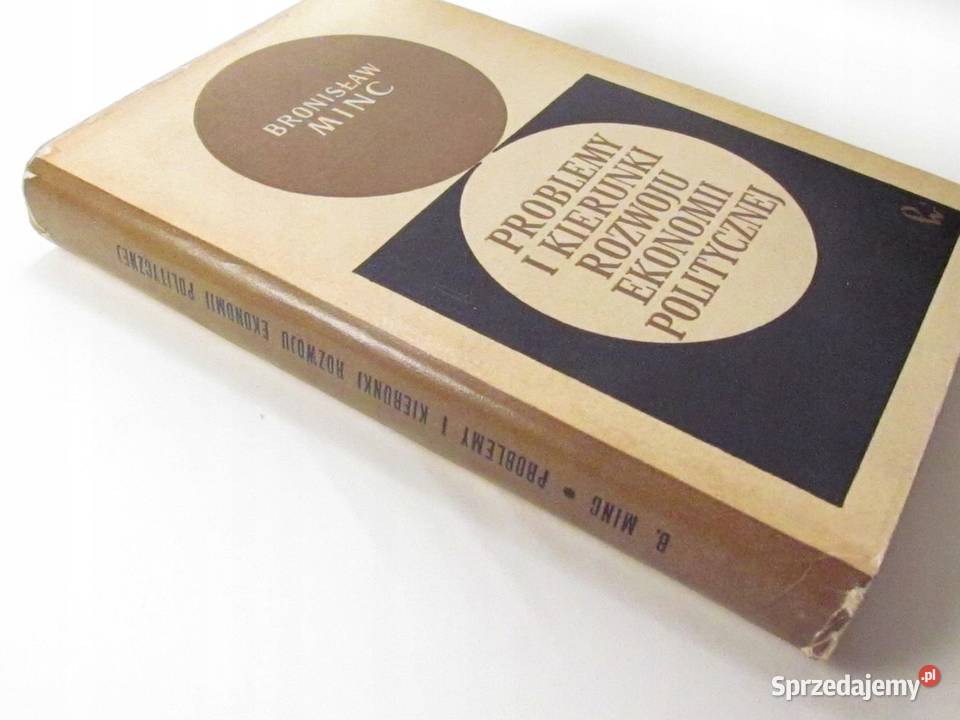 BRONISŁAW
MINC
PROBLEMY
I KIERUNKI
ROZWOJU
EKONOMII
POLITYCZNEJ
B. MINC • PROBLEMY I KIERUNKI ROZWOJU EKONOMII POLITYCZNEJ
Sprzedajemy.pl